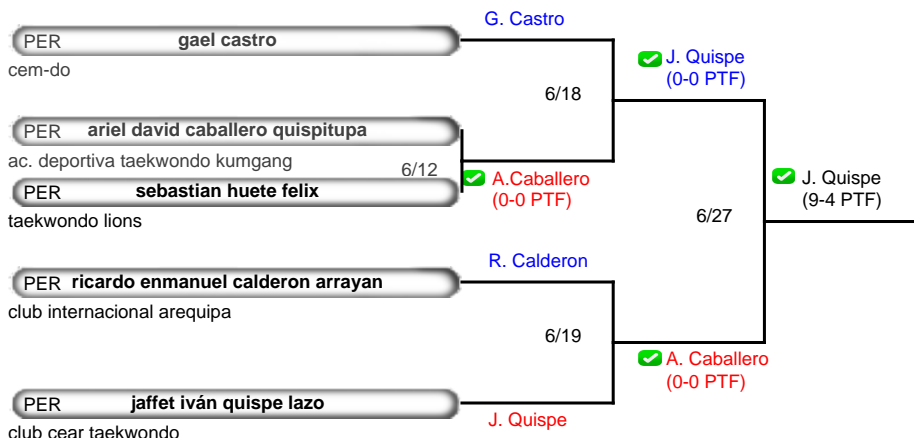 G. Castro
PER gael castro
cem-do
J. Quispe
(0-0 PTF)
6/18
PER ariel david caballero quispitupa
ac. deportiva taekwondo kumgang
6/12
A.Caballero
(0-0 PTF)
PER sebastian huete felix
taekwondo lions
J. Quispe
(9-4 PTF)
6/27
R. Calderon
PER ricardo enmanuel calderon arrayan
club internacional arequipa
6/19
A. Caballero
(0-0 PTF)
PER jaffet iván quispe lazo
J. Quispe
club cear taekwondo